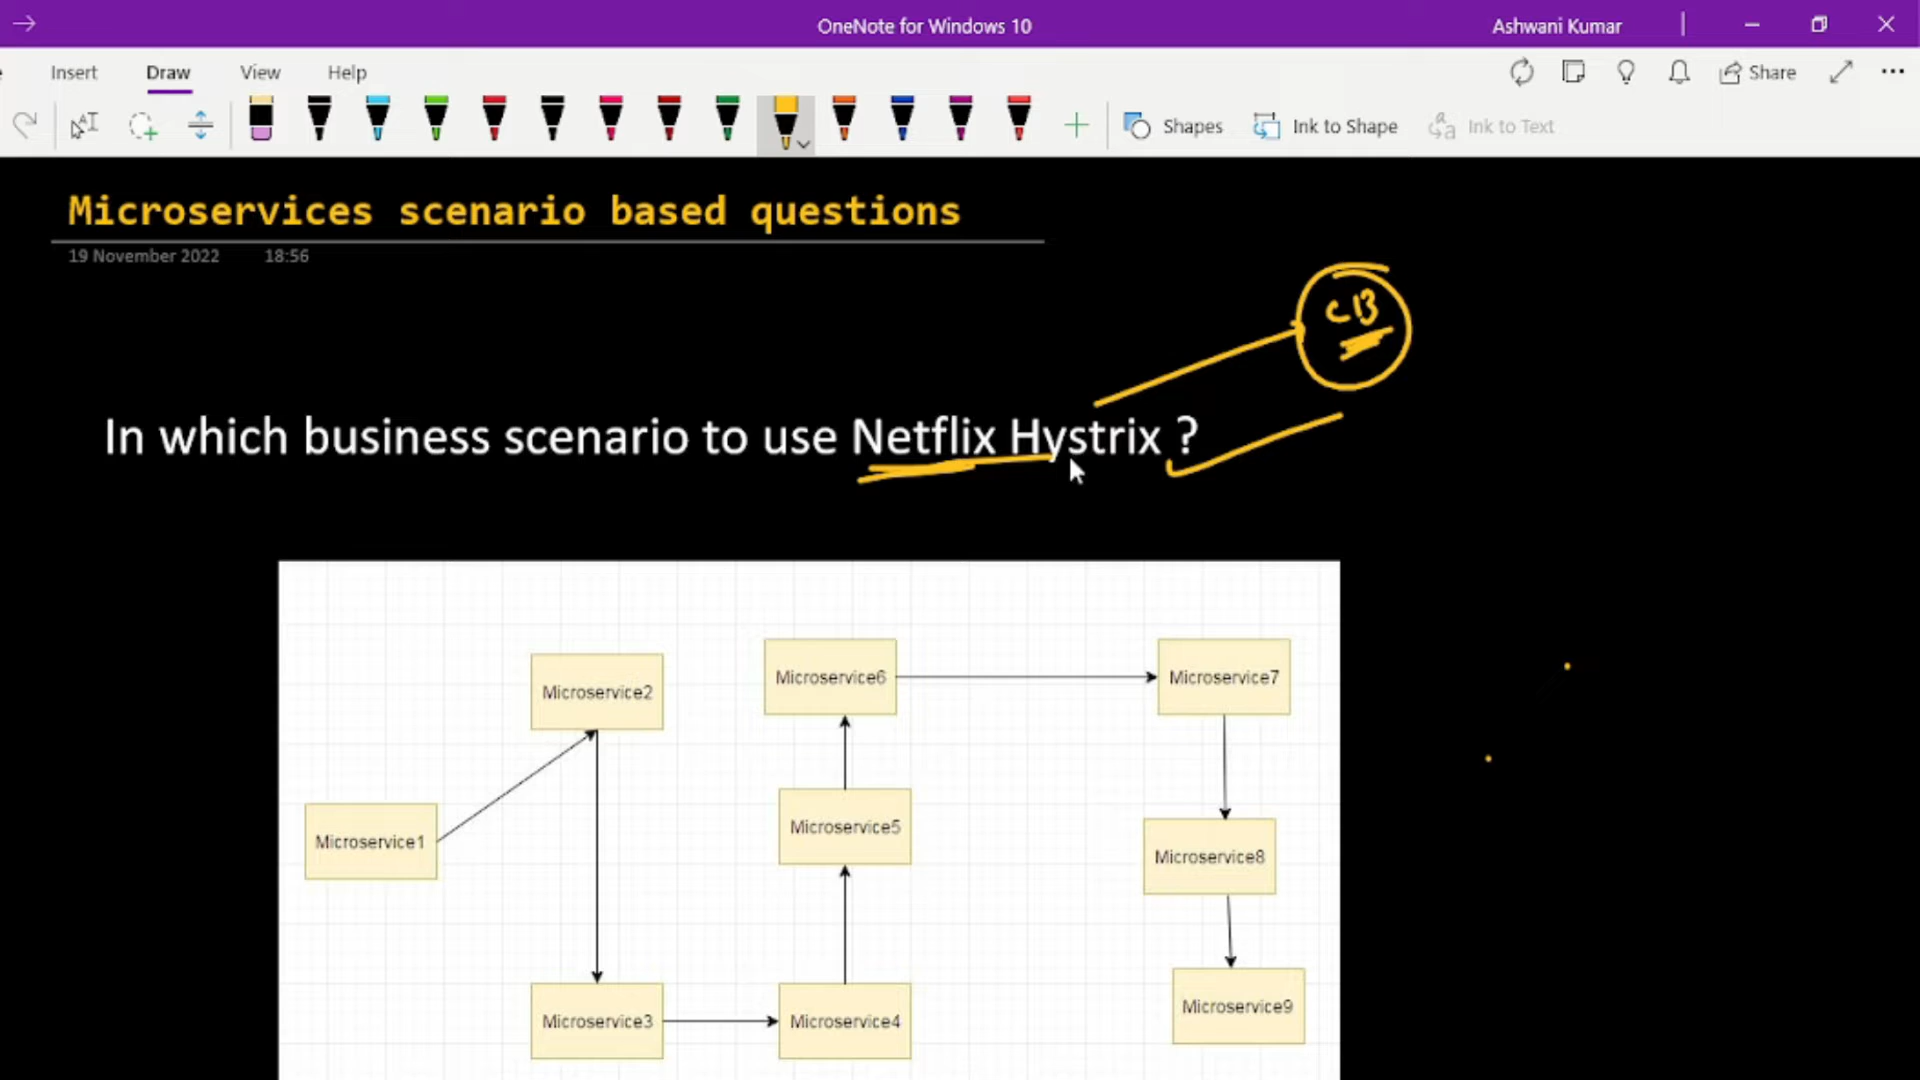 OneNote for Windows 10
Ashwani Kumar
Insert Draw View Help
Share
Shapes Ink to Shape Ink to Text
Microservices scenario based questions
19 November 2022 18:56
CB
In which business scenario to use Netflix Hystrix ?
Microservice6 Microservice7
Microservice2
Microservice5
Microservice1
Microservice8
Microservice9
Microservice3 Microservice4